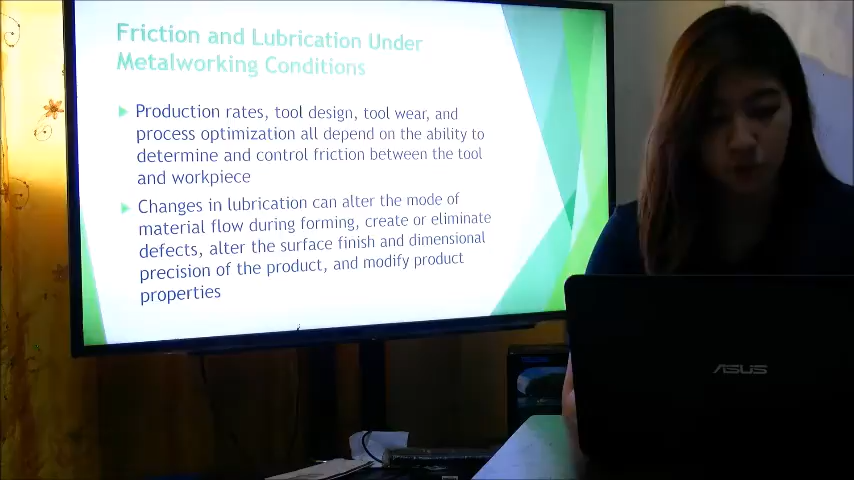 Friction and Lubrication Under
Metalworking Conditions
Production rates, tool design, tool wear, and
process optimization all depend on the ability to
determine and control friction between the tool
and workpiece
Changes in lubrication can alter the mode of
material flow during forming, create or eliminate
defects, alter the surface finish and dimensional
precision of the product, and modify product
properties
ASUS